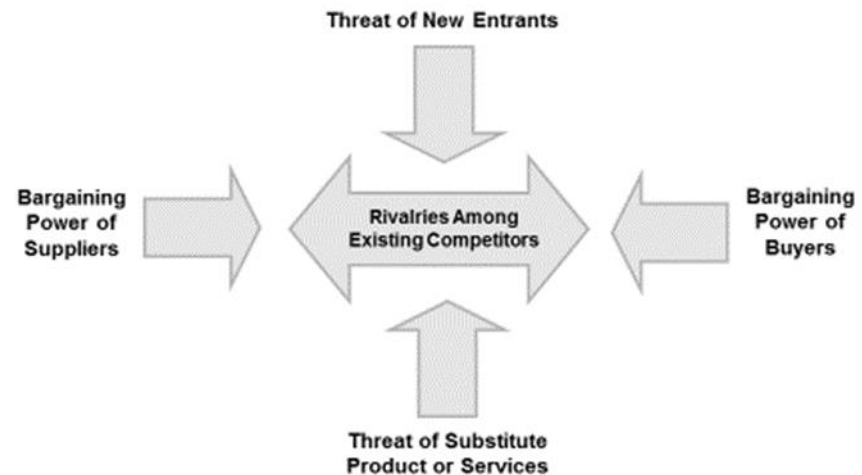 Threat of New Entrants
Bargaining
Power of
Suppliers
Rivalries Among
Existing Competitors
Bargaining
Power of
Buyers
Threat of Substitute
Product or Services